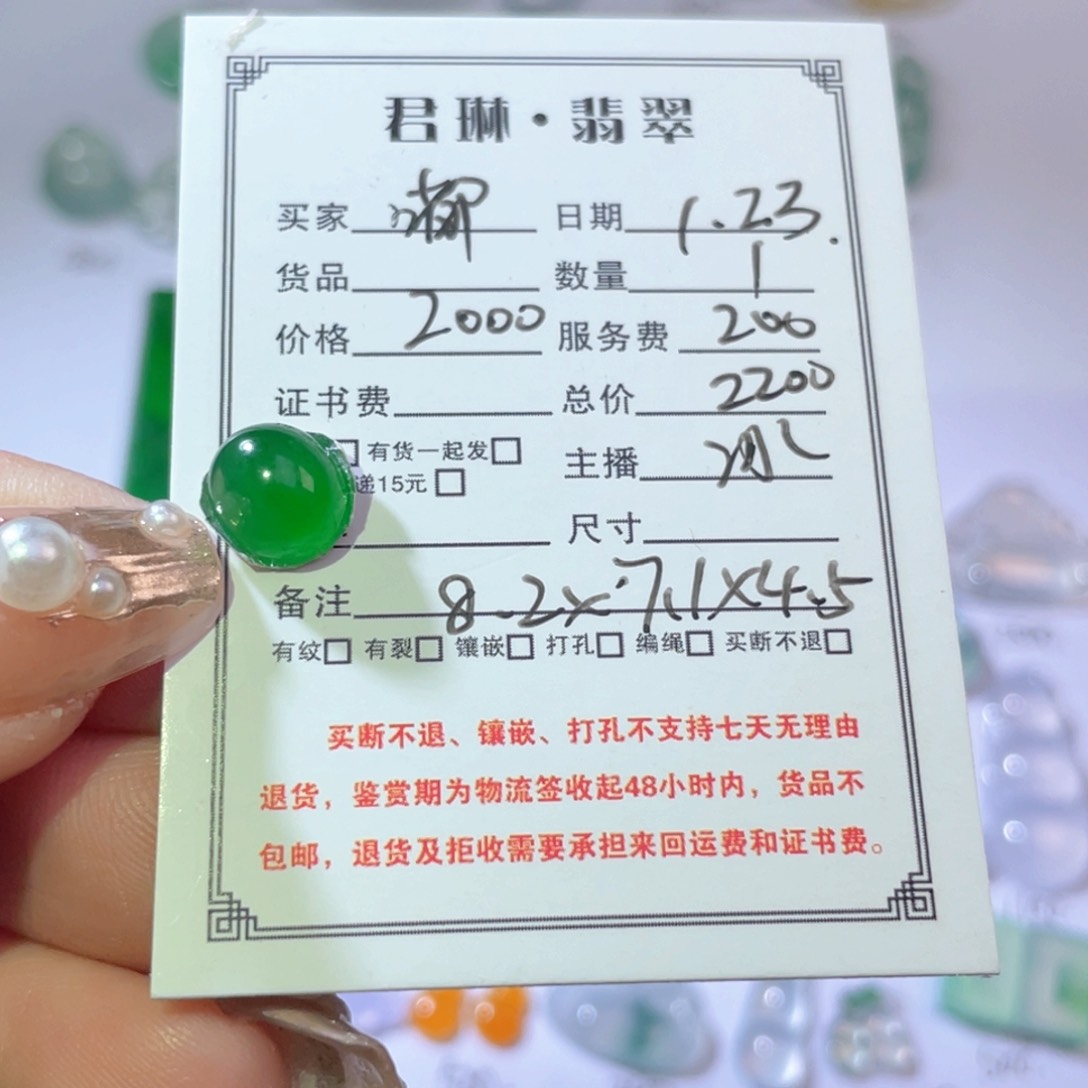 君琳·翡翠
买家 日期 1.23.
货品 数量 1
价格 2000 服务费 200
证书费 总价 2200
有货一起发 主播
递15元
尺寸
备注 8.2×7.1×4.5
有纹 有裂 镶嵌 打孔 编绳 买断不退
买断不退、镶嵌、打孔不支持七天无理由
退货，鉴赏期为物流签收起48小时内，货品不
包邮，退货及拒收需要承担来回运费和证书费。